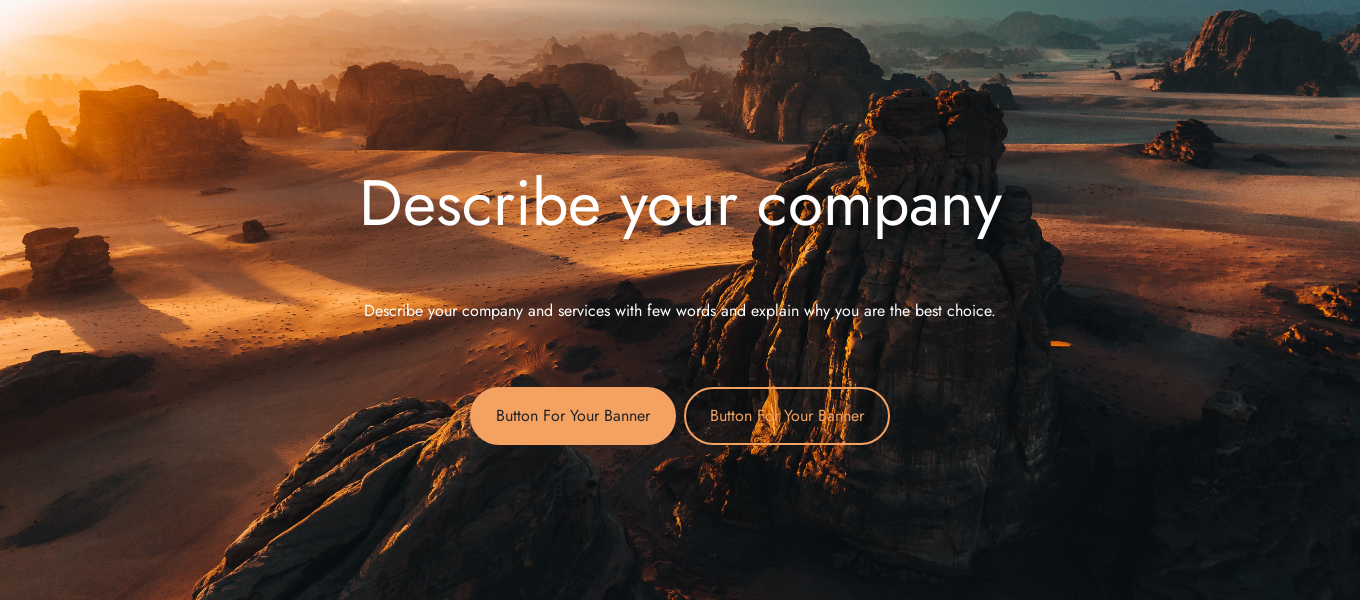 Describe your company
Describe your company and services with few words and explain why you are the best choice.
Button For Your Banner
Button For Your Banner